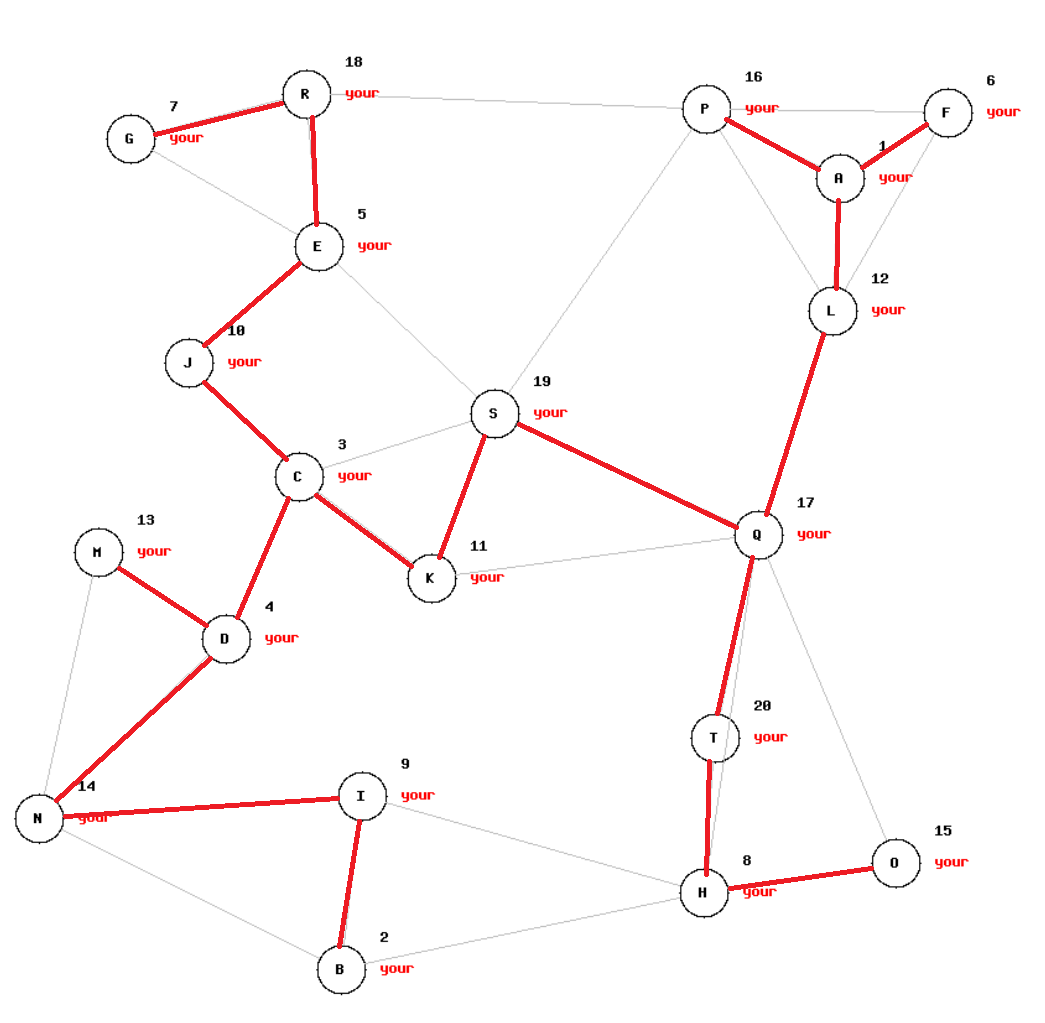 18
R your
16
P your
6
F your
7
G your
1
A your
5
E your
12
L your
10
J your
19
S your
3
C your
17
Q your
13
M your
11
K your
4
D your
20
T your
14
N your
9
I your
15
O your
8
H your
2
B your